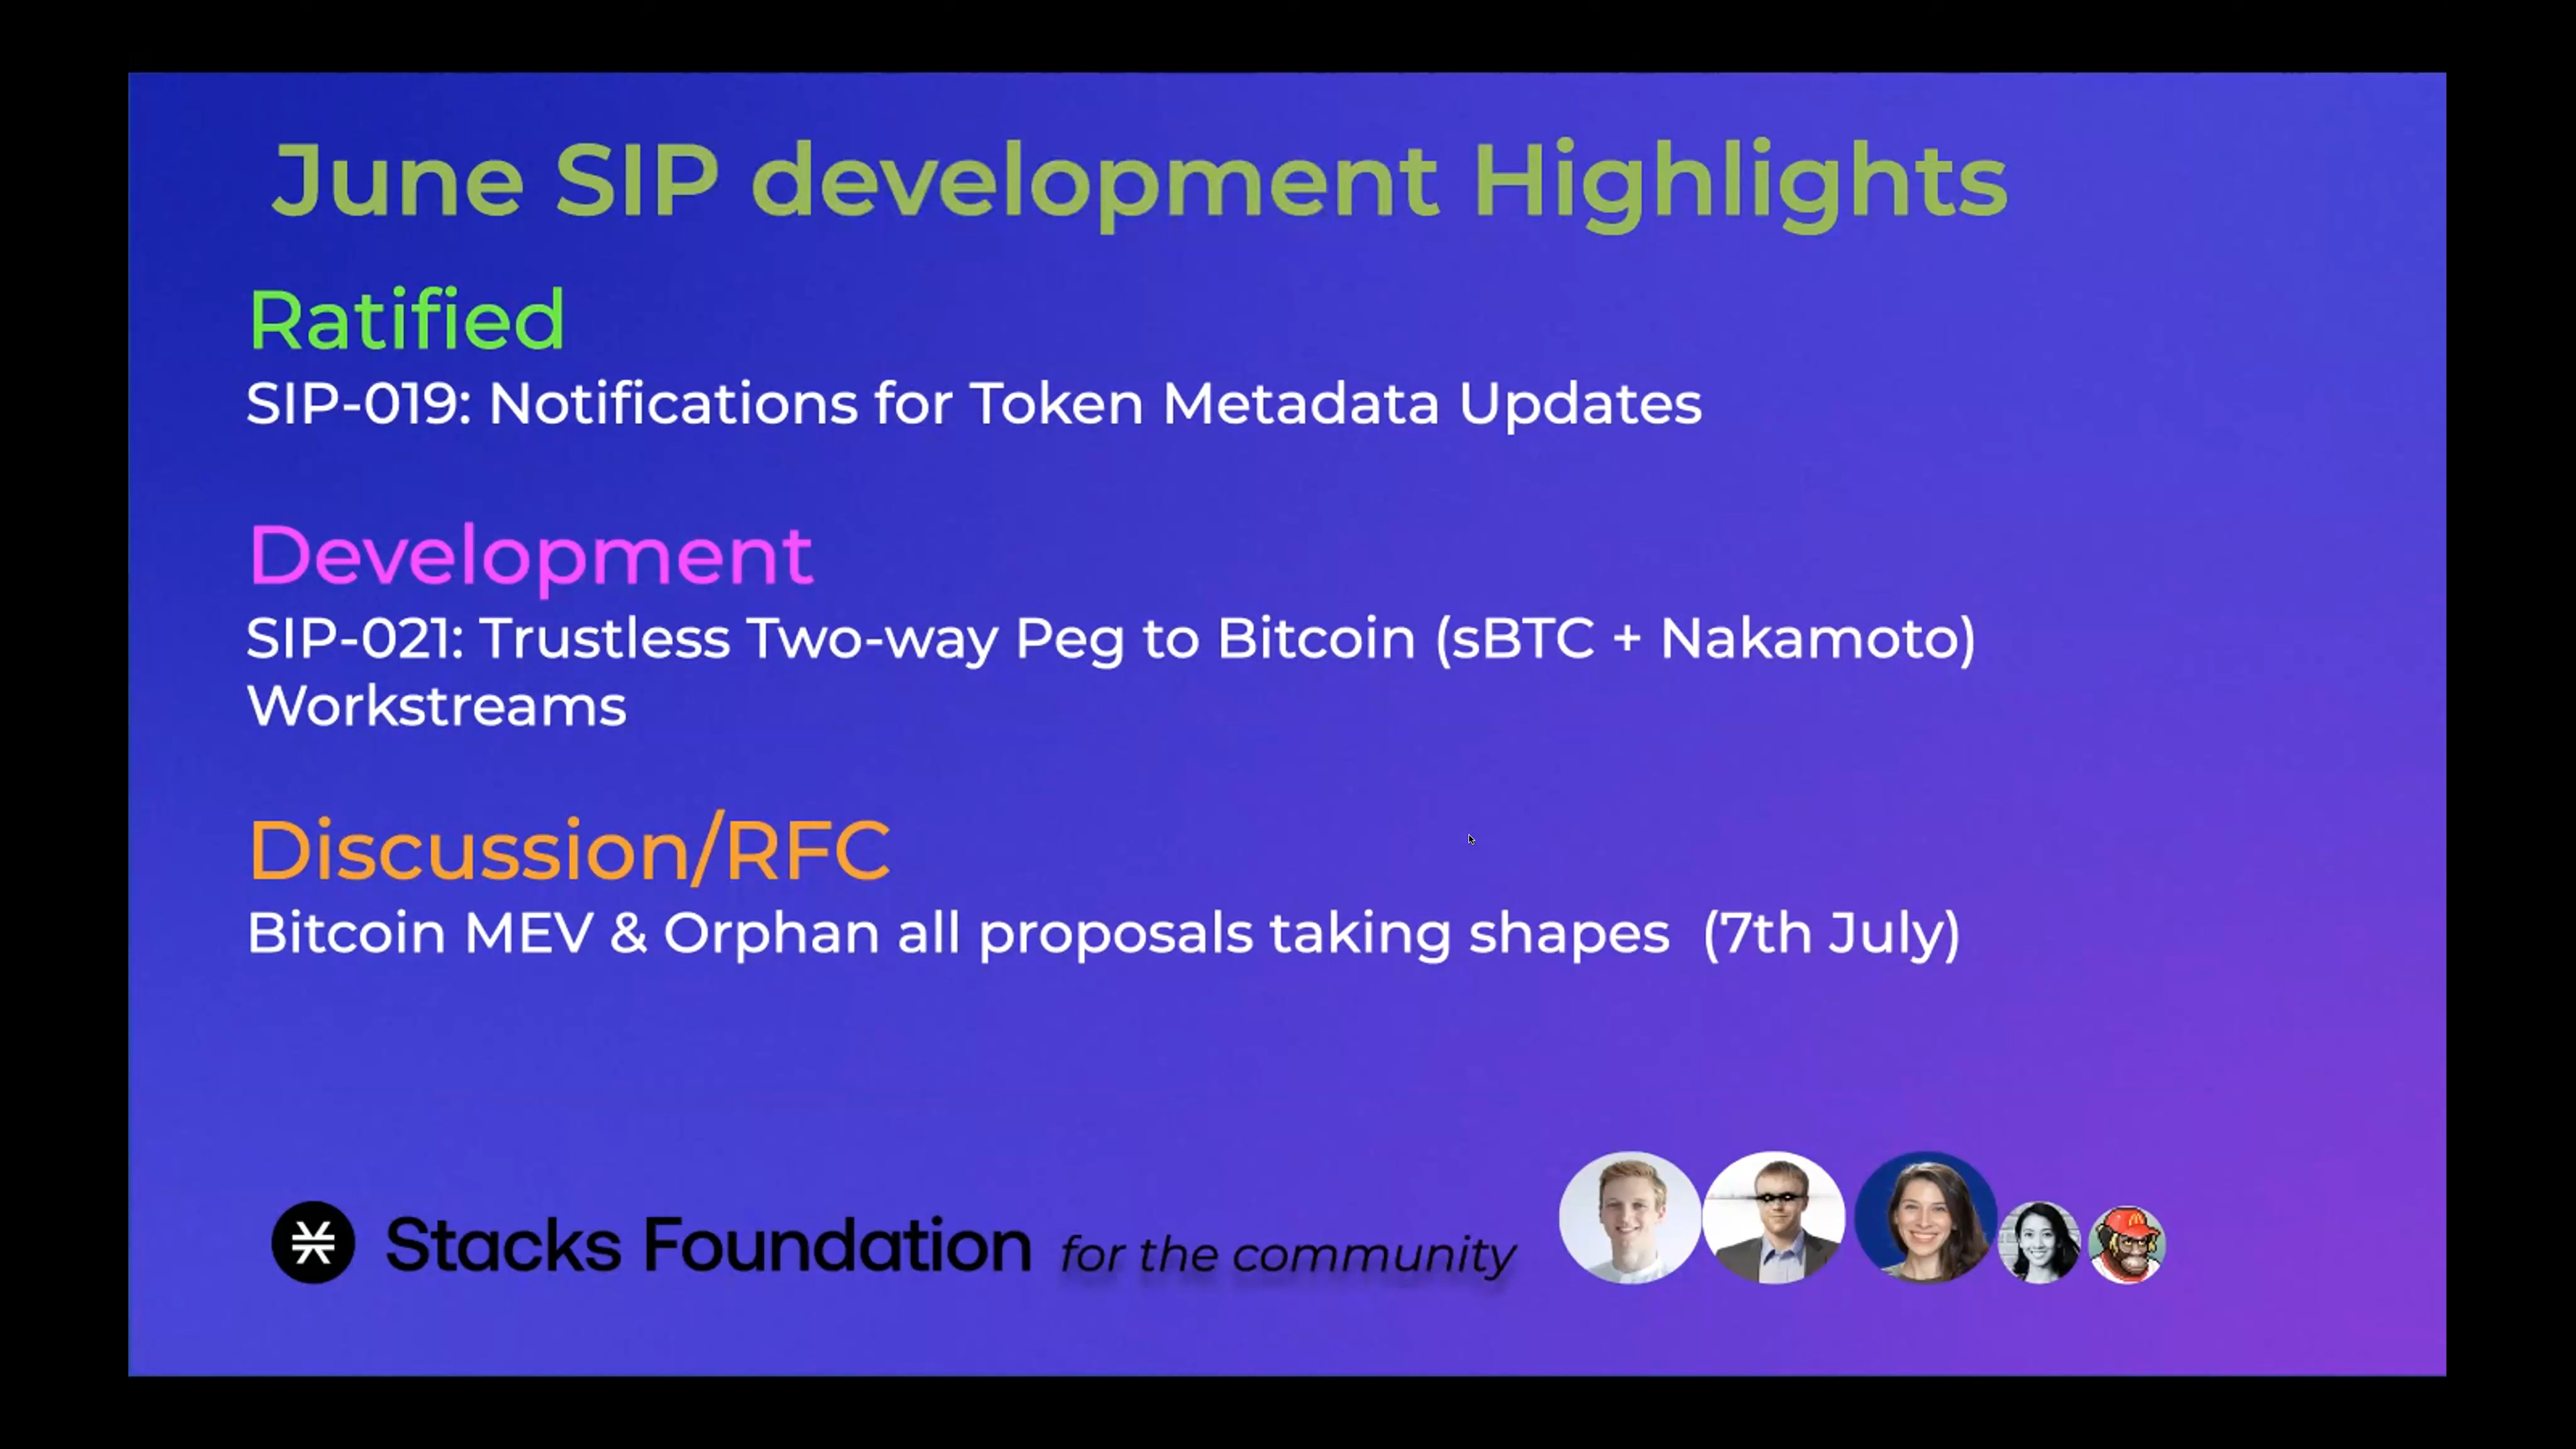 June SIP development Highlights
Ratified
SIP-019: Notifications for Token Metadata Updates
Development
SIP-021: Trustless Two-way Peg to Bitcoin (sBTC + Nakamoto)
Workstreams
Discussion/RFC
Bitcoin MEV & Orphan all proposals taking shapes (7th July)
Stacks Foundation for the community